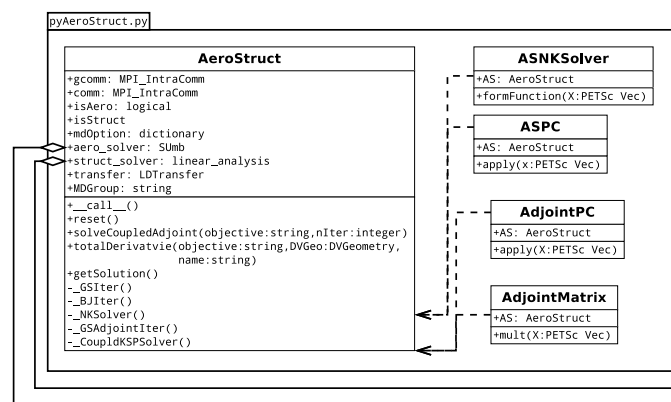 pyAeroStruct.py
AeroStruct
+gcomm: MPI_IntraComm
+comm: MPI_IntraComm
+isAero: logical
+isStruct
+mdOption: dictionary
+aero_solver: SUmb
+struct_solver: linear_analysis
+transfer: LDTransfer
+MDGroup: string
+__call__()
+reset()
+solveCoupledAdjoint(objective:string,nIter:integer)
+totalDerivatvie(objective:string,DVGeo:DVGeometry,
name:string)
+getSolution()
-_GSIter()
-_BJIter()
-_NKSolver()
-_GSAdjointIter()
-_CoupldKSPSolver()
ASNKSolver
+AS: AeroStruct
+formFunction(X:PETSc Vec)
ASPC
+AS: AeroStruct
+apply(x:PETSc Vec)
AdjointPC
+AS: AeroStruct
+apply(X:PETSc Vec)
AdjointMatrix
+AS: AeroStruct
+mult(X:PETSc Vec)